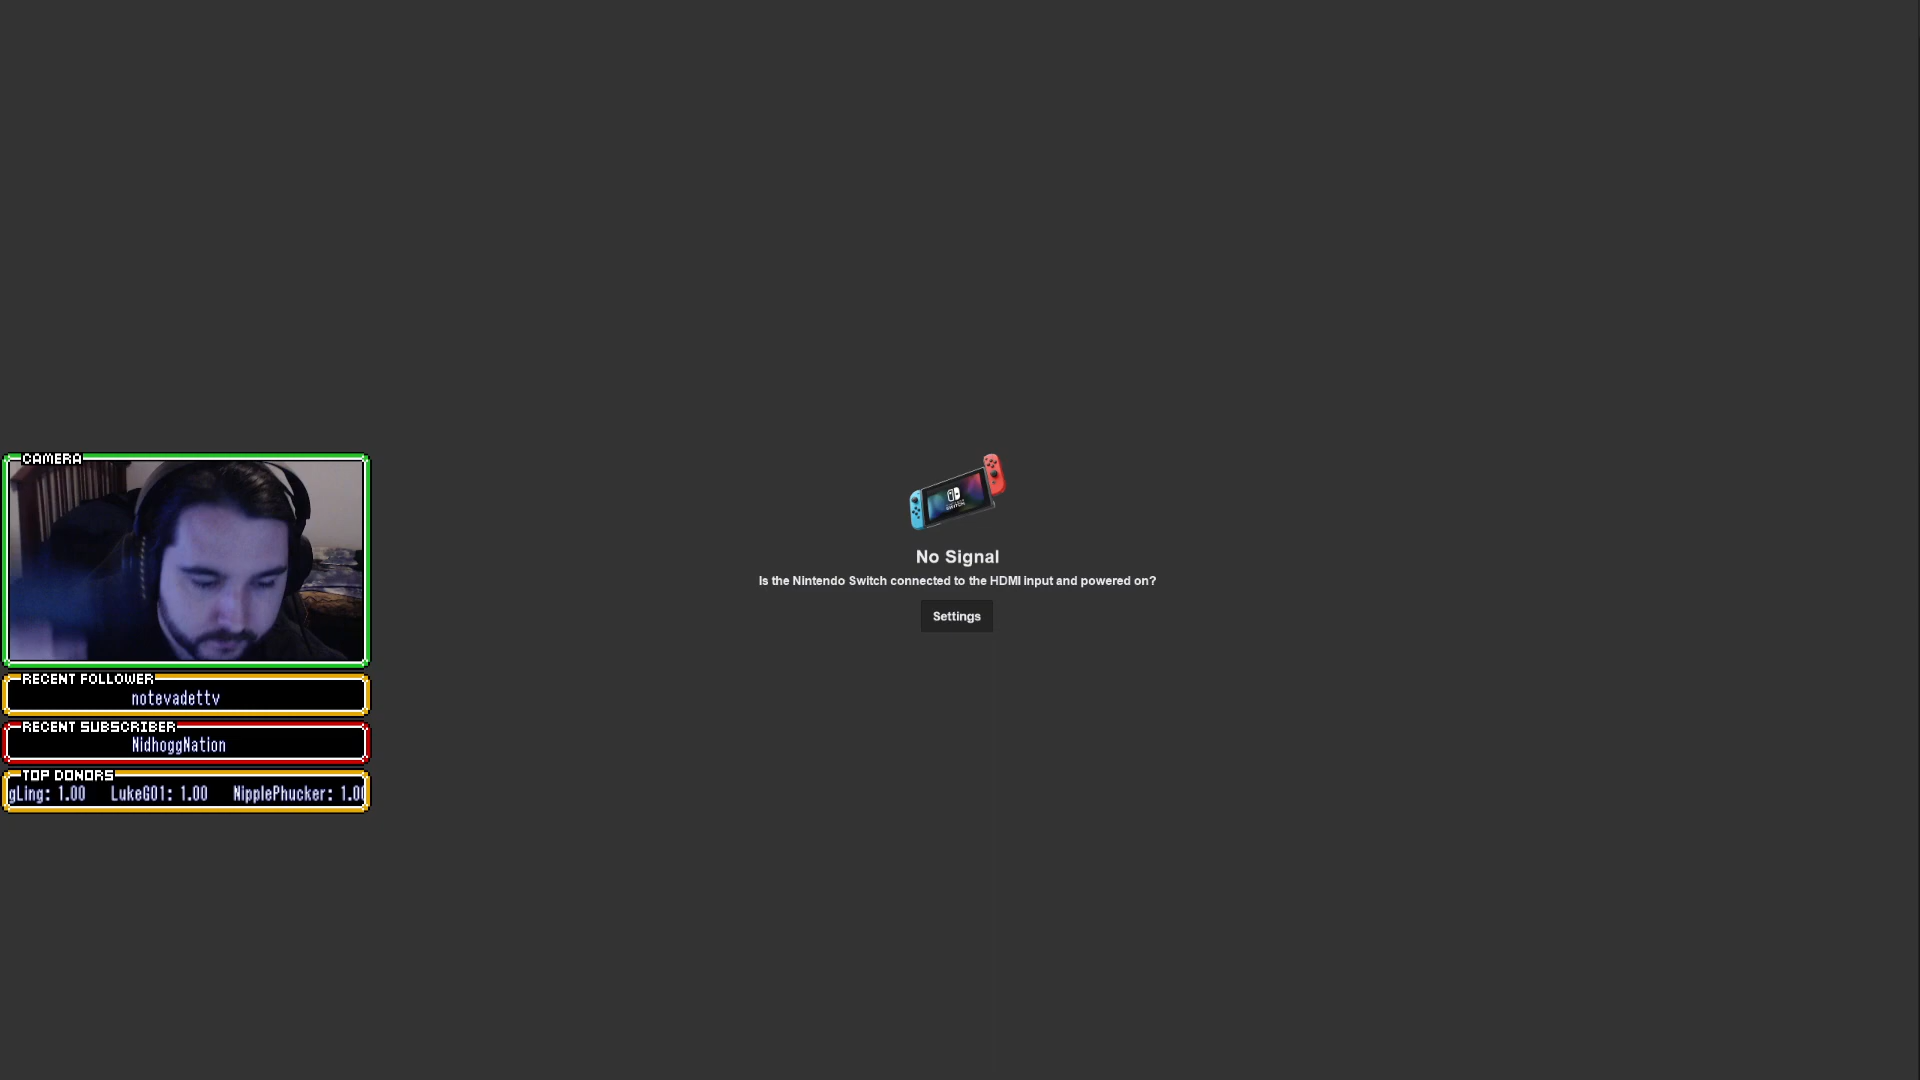 CAMERA
No Signal
Is the Nintendo Switch connected to the HDMI input and powered on?
Settings
RECENT FOLLOWER
notevadettv
RECENT SUBSCRIBER
NidhoggNation
TOP DONORS
gLing: 1.00 LukeG01: 1.00 NipplePhucker: 1.00